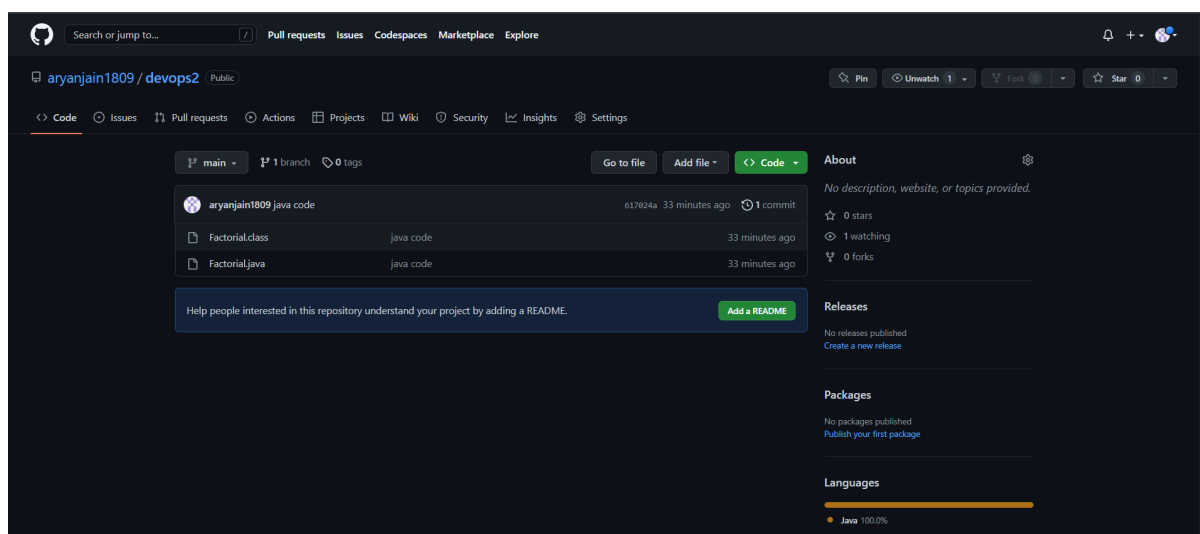 Search or jump to... / Pull requests Issues Codespaces Marketplace Explore
aryanjain1809 / devops2 Public
Pin Unwatch 1 Fork 0 Star 0
Code Issues Pull requests Actions Projects Wiki Security Insights Settings
main 1 branch 0 tags Go to file Add file Code
aryanjain1809 java code 617024a 33 minutes ago 1 commit
Factorial.class java code 33 minutes ago
Factorial.java java code 33 minutes ago
Help people interested in this repository understand your project by adding a README. Add a README
About
No description, website, or topics provided.
0 stars
1 watching
0 forks
Releases
No releases published
Create a new release
Packages
No packages published
Publish your first package
Languages
Java 100.0%